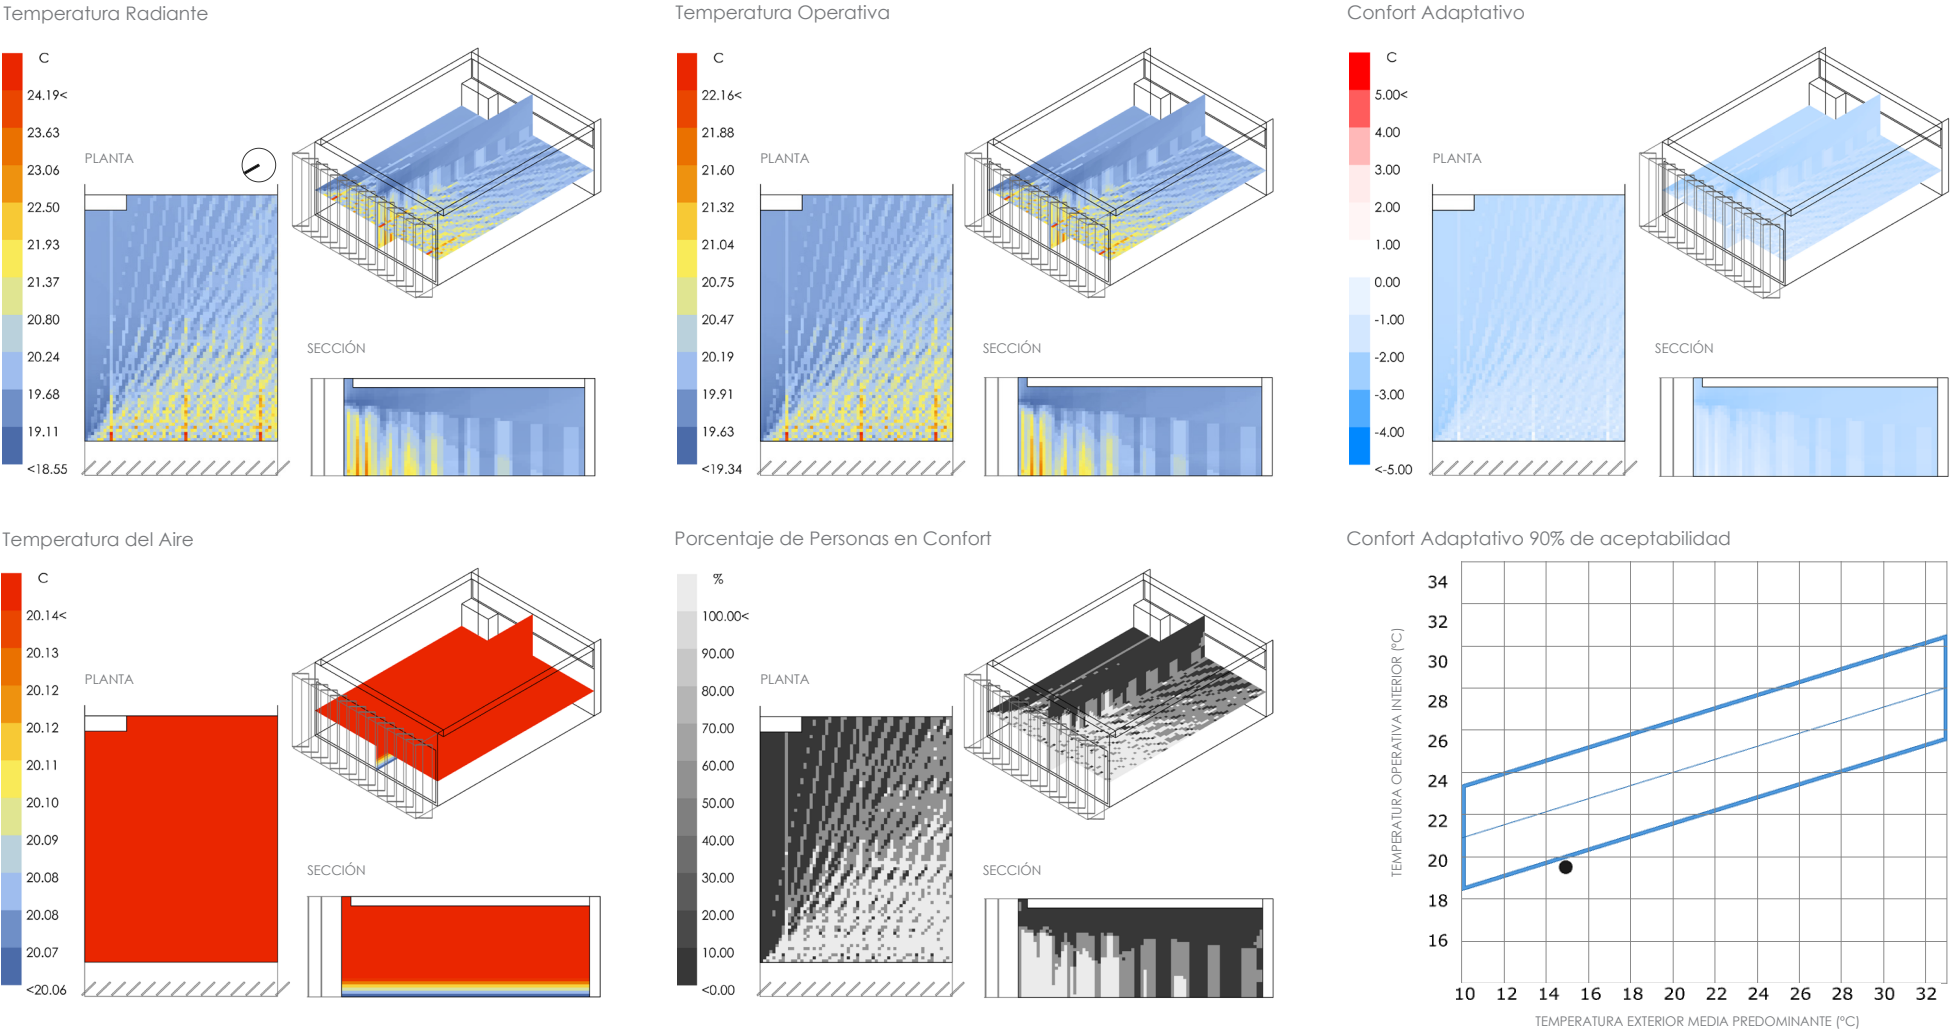 Temperatura Radiante
C
24.19<
23.63
23.06
22.50
21.93
21.37
20.80
20.24
19.68
19.11
<18.55
PLANTA
SECCIÓN
Temperatura Operativa
C
22.16<
21.88
21.60
21.32
21.04
20.75
20.47
20.19
19.91
19.63
<19.34
PLANTA
SECCIÓN
Confort Adaptativo
C
5.00<
4.00
3.00
2.00
1.00
0.00
-1.00
-2.00
-3.00
-4.00
<-5.00
PLANTA
SECCIÓN
Temperatura del Aire
C
20.14<
20.13
20.12
20.12
20.11
20.10
20.09
20.08
20.08
20.07
<20.06
PLANTA
SECCIÓN
Porcentaje de Personas en Confort
%
100.00<
90.00
80.00
70.00
60.00
50.00
40.00
30.00
20.00
10.00
<0.00
PLANTA
SECCIÓN
Confort Adaptativo 90% de aceptabilidad
TEMPERATURA OPERATIVA INTERIOR (ºC)
34
32
30
28
26
24
22
20
18
16
10 12 14 16 18 20 22 24 26 28 30 32
TEMPERATURA EXTERIOR MEDIA PREDOMINANTE (ºC)